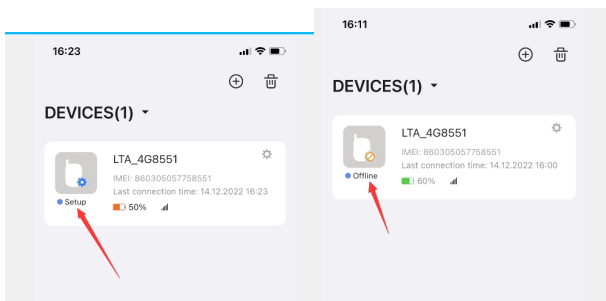 16:23
DEVICES(1)
LTA_4G8551
IMEI: 860305057758551
Last connection time: 14.12.2022 16:23
Setup
50%
16:11
DEVICES(1)
LTA_4G8551
IMEI: 860305057758551
Last connection time: 14.12.2022 16:00
Offline
60%